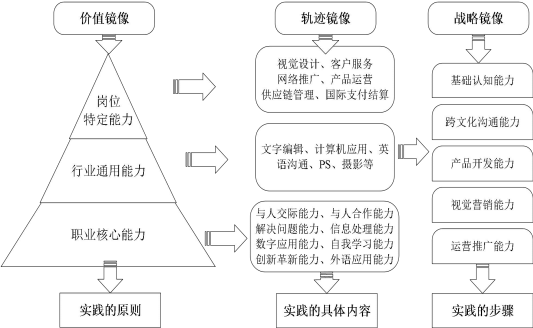 价值镜像
轨迹镜像
战略镜像
岗位
特定能力
行业通用能力
职业核心能力
视觉设计、客户服务
网络推广、产品运营
供应链管理、国际支付结算
文字编辑、计算机应用、英
语沟通、PS、摄影等
与人交际能力、与人合作能力
解决问题能力、信息处理能力
数字应用能力、自我学习能力
创新革新能力、外语应用能力
基础认知能力
跨文化沟通能力
产品开发能力
视觉营销能力
运营推广能力
实践的原则
实践的具体内容
实践的步骤